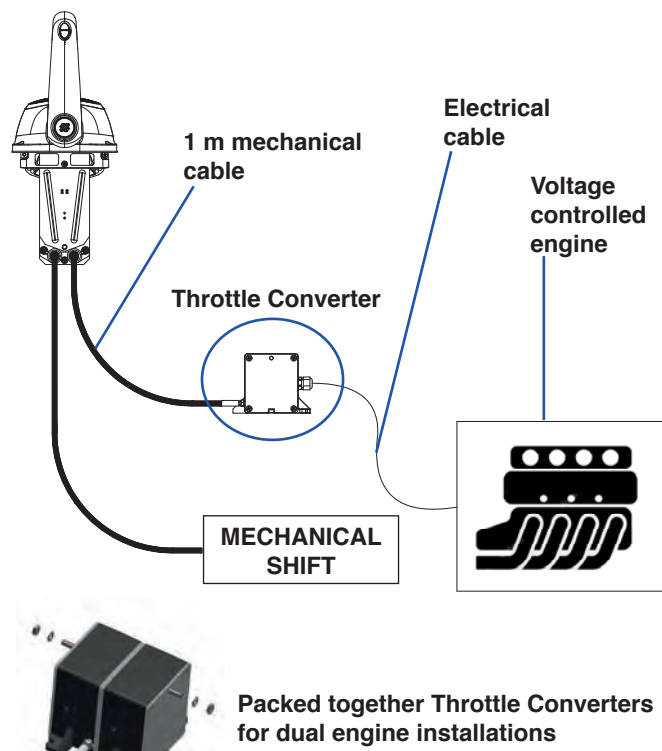 1 m mechanical
cable
Electrical
cable
Voltage
controlled
engine
Throttle Converter
MECHANICAL
SHIFT
Packed together Throttle Converters
for dual engine installations